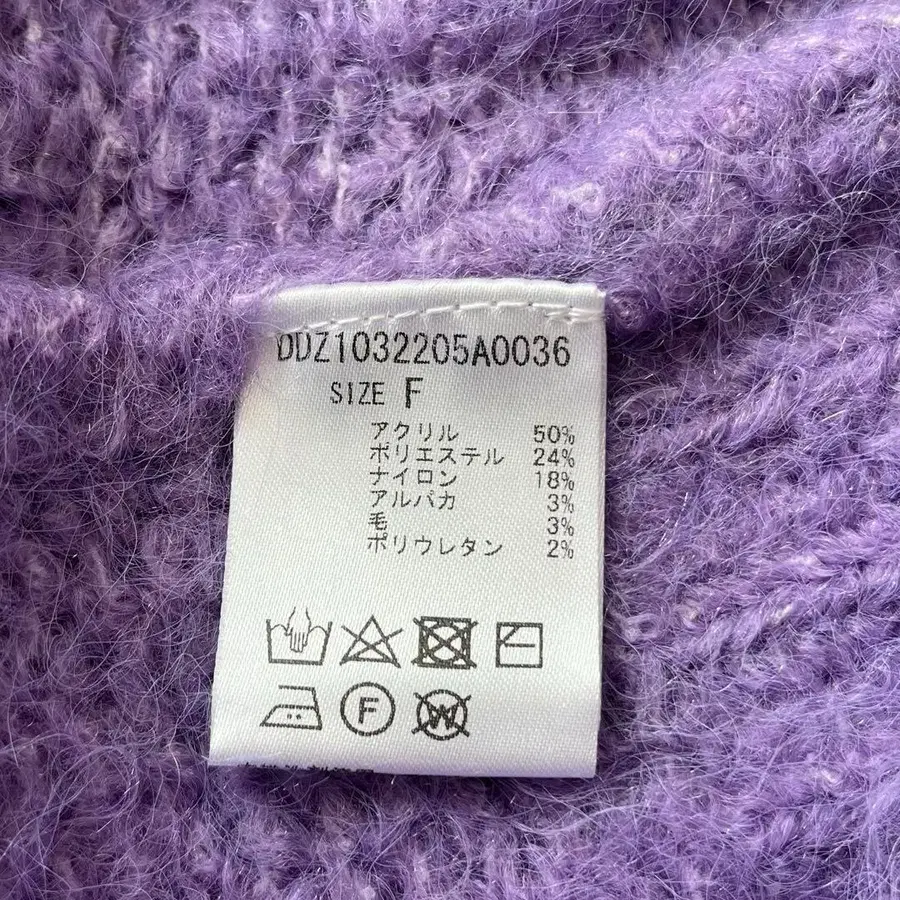 DDZ1032205A0036
SIZE F
アクリル 50%
ポリエステル 24%
ナイロン 18%
アルパカ 3%
毛 3%
ポリウレタン 2%
F
W